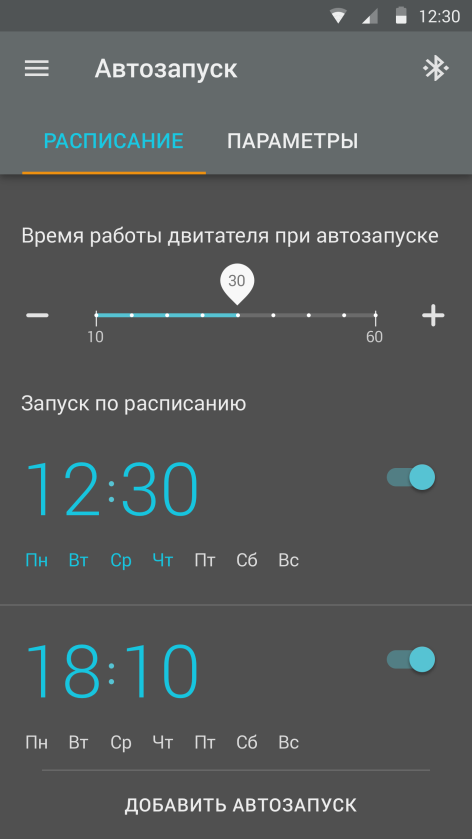 12:30
Автозапуск
РАСПИСАНИЕ ПАРАМЕТРЫ
Время работы двитателя при автозапуске
30
10 60
Запуск по расписанию
12:30
Пн Вт Ср Чт Пт Сб Вс
18:10
Пн Вт Ср Чт Пт Сб Вс
ДОБАВИТЬ АВТОЗАПУСК